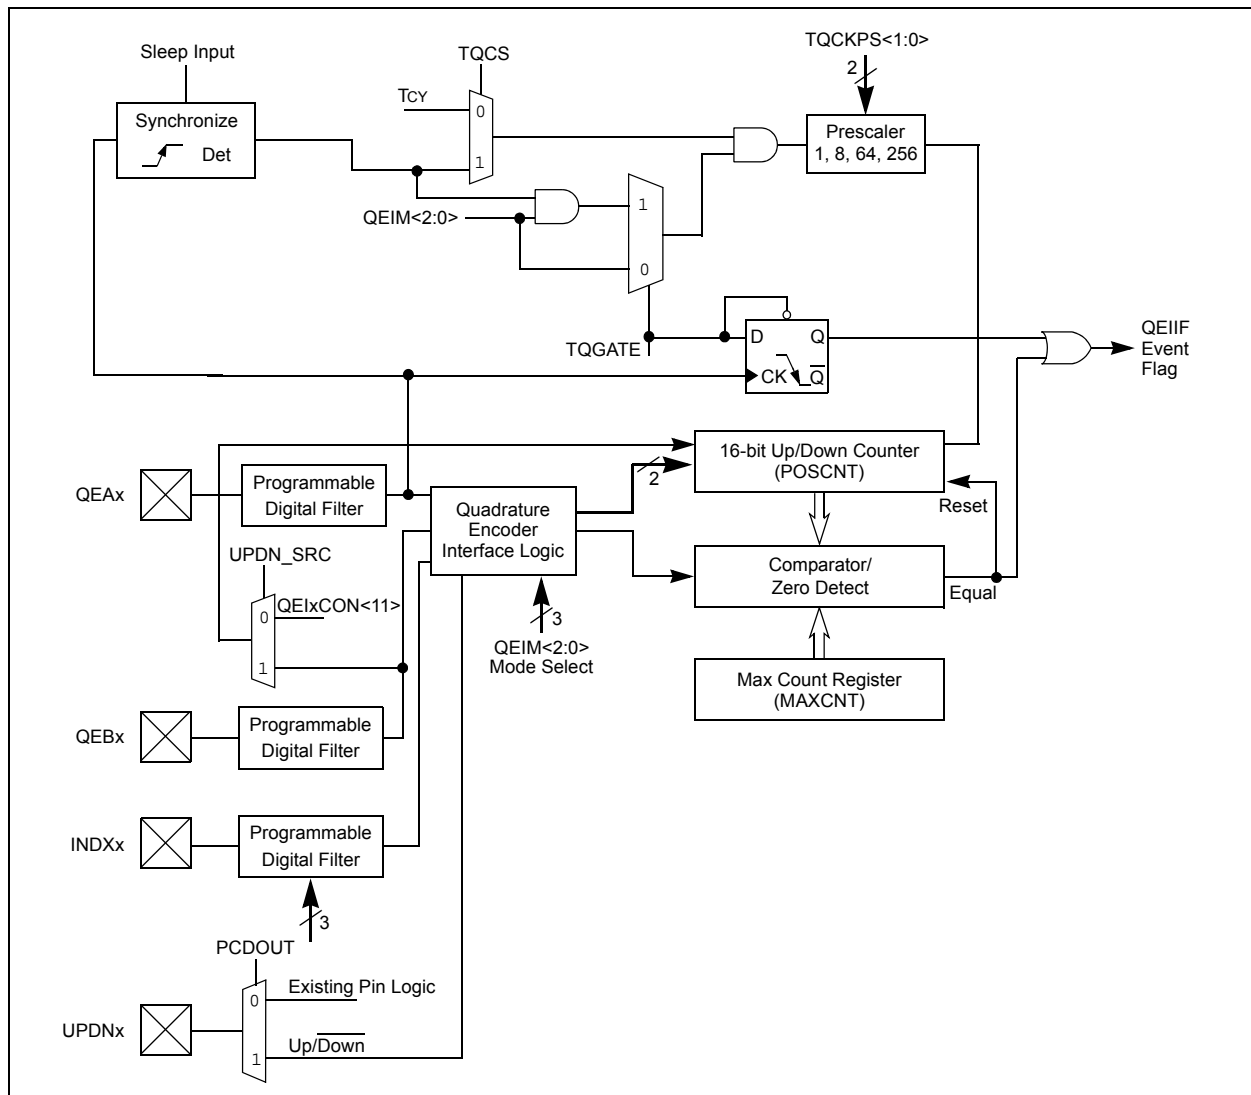 Sleep Input
TQCS
TQCKPS<1:0>
2
TCY
0
1
Synchronize
Det
Prescaler
1, 8, 64, 256
QEIM<2:0>
1
0
TQGATE
D
Q
CK
Q
QEIIF
Event
Flag
QEAx
Programmable
Digital Filter
Quadrature
Encoder
Interface Logic
2
16-bit Up/Down Counter
(POSCNT)
Reset
UPDN_SRC
QEIxCON<11>
0
1
3
QEIM<2:0>
Mode Select
Comparator/
Zero Detect
Equal
Max Count Register
(MAXCNT)
QEBx
Programmable
Digital Filter
INDXx
Programmable
Digital Filter
3
PCDOUT
0
Existing Pin Logic
UPDNx
1
Up/Down